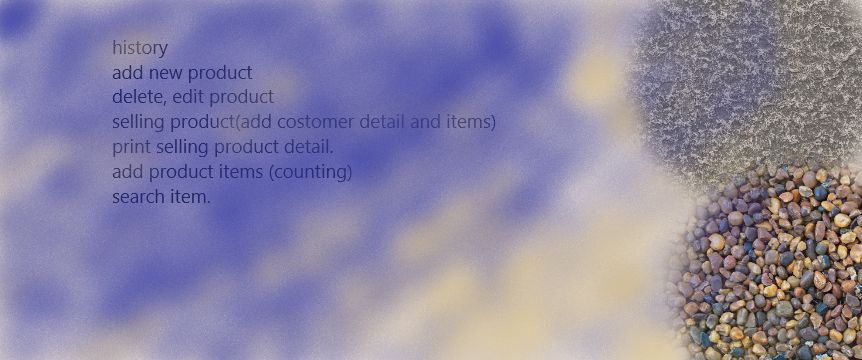 history
add new product
delete, edit product
selling product(add costomer detail and items)
print selling product detail.
add product items (counting)
search item.